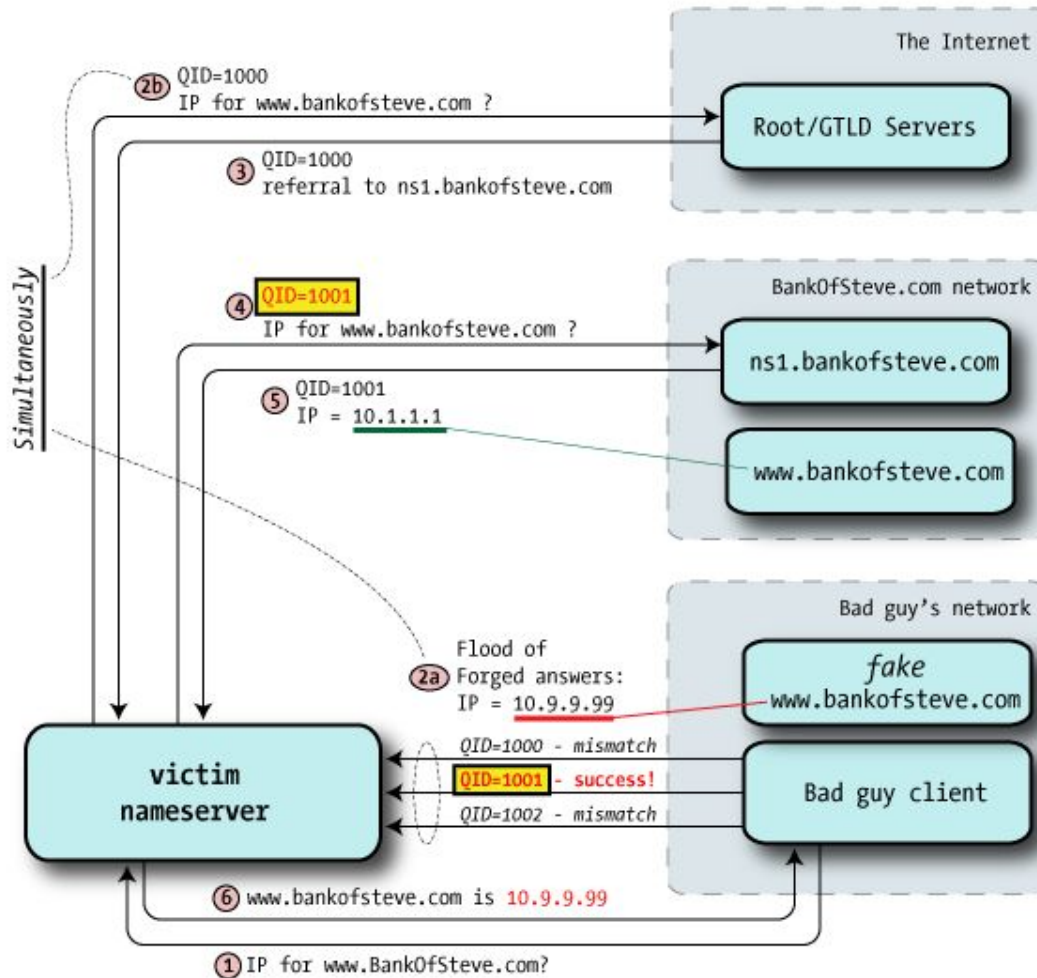 The Internet
2b QID=1000
IP for www.bankofsteve.com ?
Root/GTLD Servers
3 QID=1000
referral to ns1.bankofsteve.com
Simultaneously
BankOfSteve.com network
4 QID=1001
IP for www.bankofsteve.com ?
ns1.bankofsteve.com
5 QID=1001
IP = 10.1.1.1
www.bankofsteve.com
Bad guy's network
2a Flood of
Forged answers:
IP = 10.9.9.99
fake
www.bankofsteve.com
QID=1000 - mismatch
QID=1001 - success!
QID=1002 - mismatch
victim
nameserver
Bad guy client
6 www.bankofsteve.com is 10.9.9.99
1 IP for www.BankOfSteve.com?